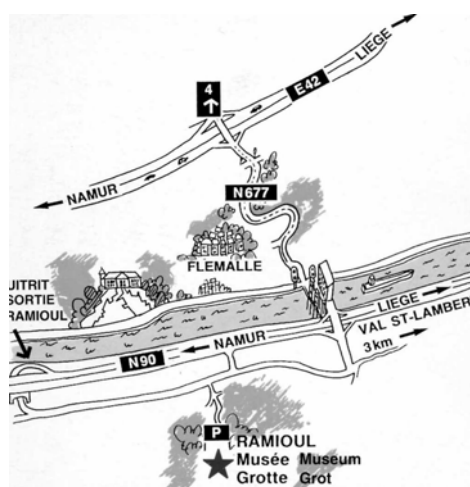 LIEGE
E42
4
NAMUR
N677
FLEMALLE
UITRIT
SORTIE
RAMIOUL
LIEGE
NAMUR
VAL ST-LAMBER
3 km
N90
P
RAMIOUL
Musée Museum
Grotte Grot